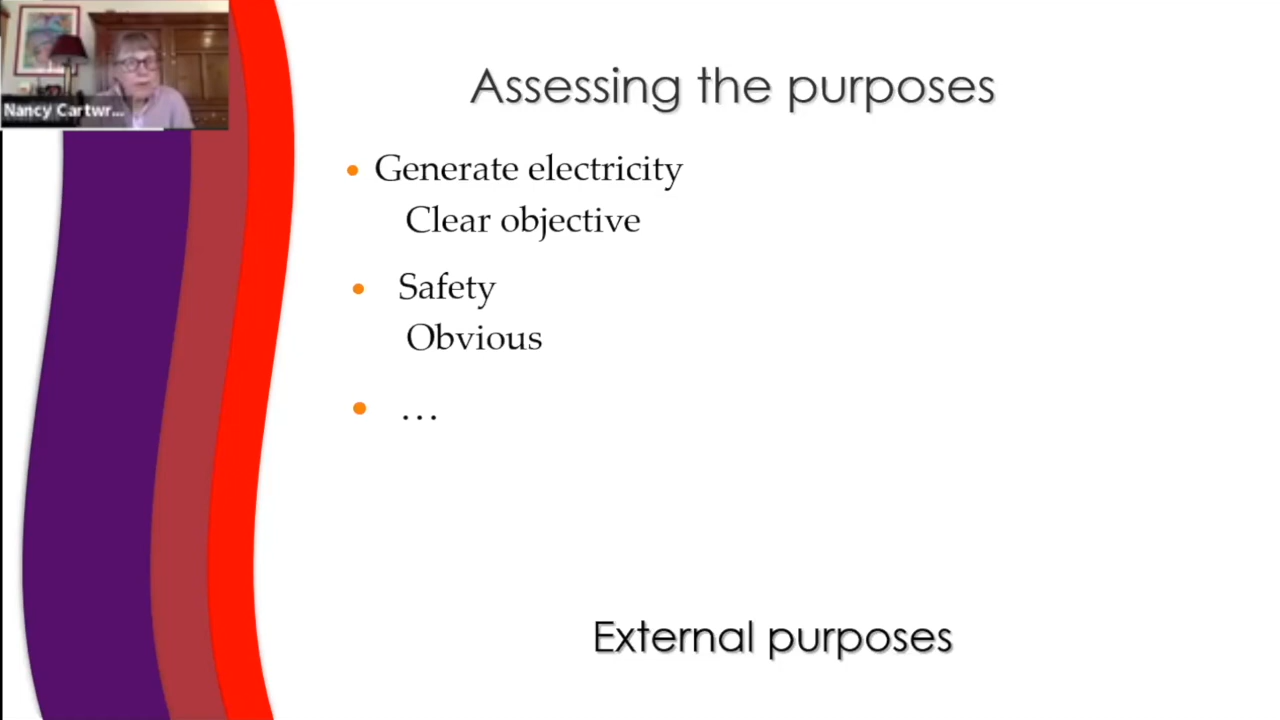 Nancy Cartwr...
Assessing the purposes
• Generate electricity
Clear objective
• Safety
Obvious
• ...
External purposes